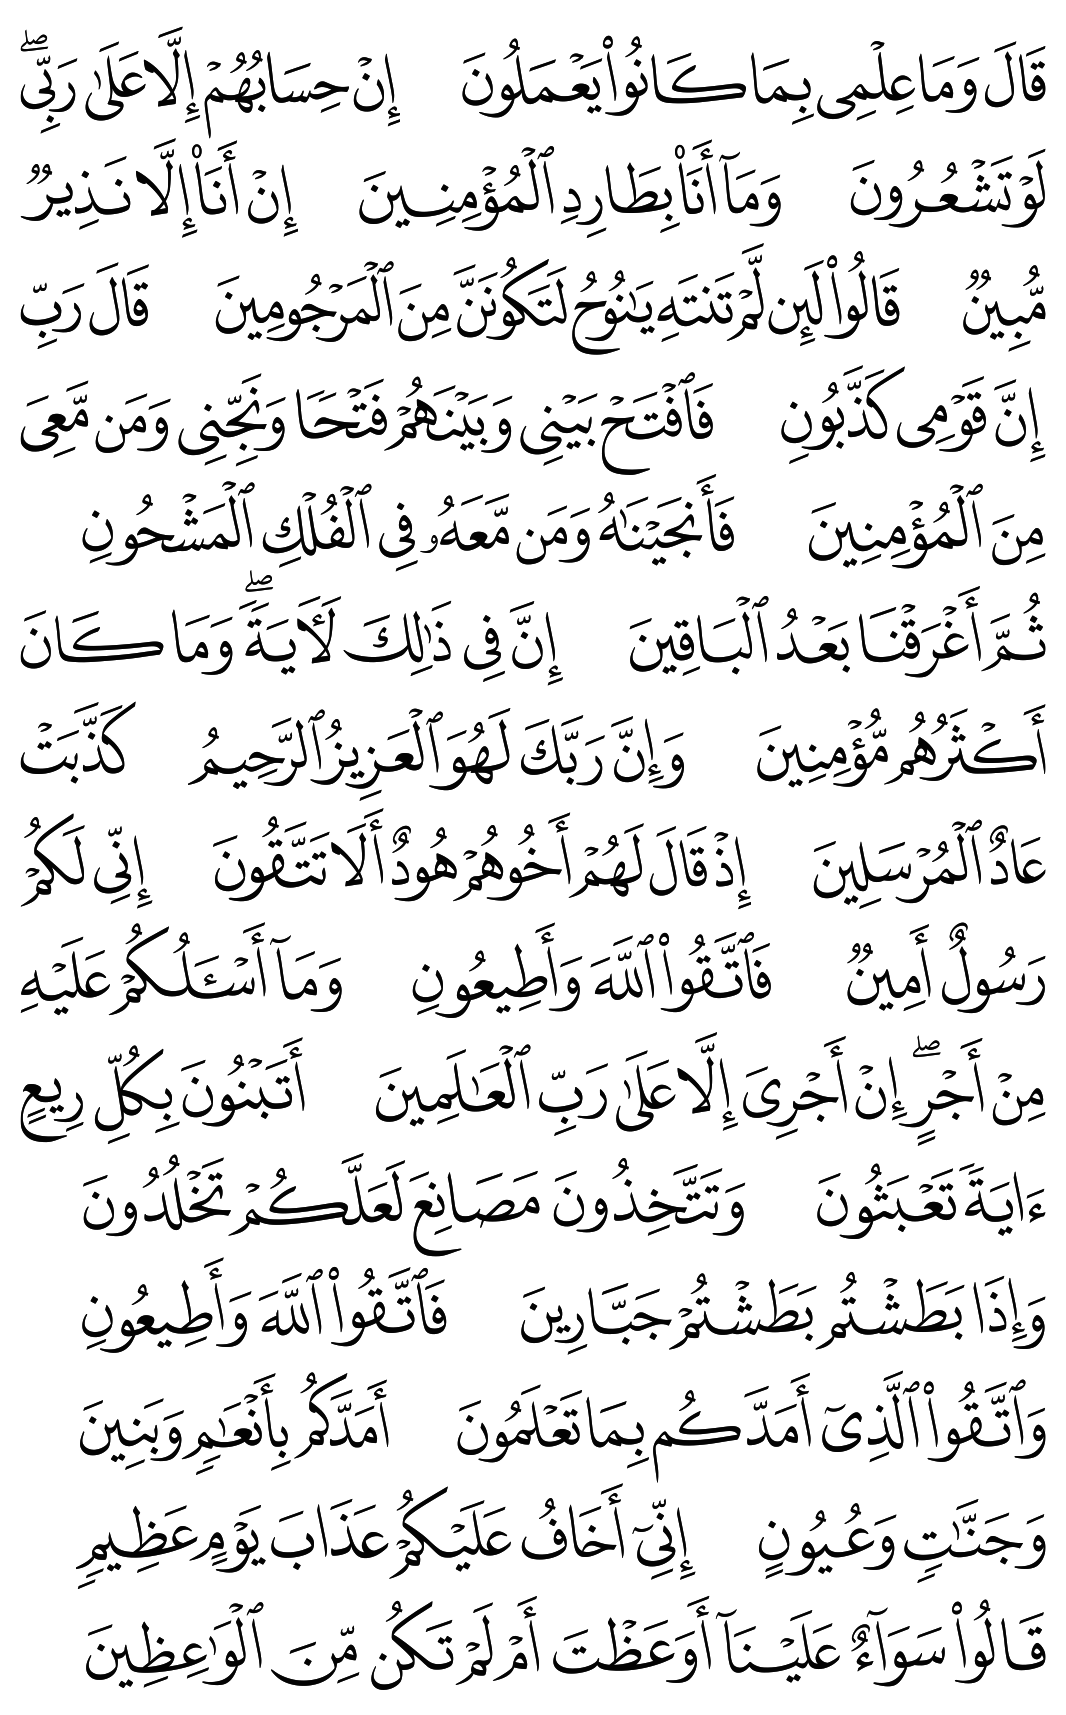 قَالَ وَمَا عِلْمِى بِمَا كَانُوا۟ يَعْمَلُونَ إِنْ حِسَابُهُمْ إِلَّا عَلَىٰ رَبِّى ۖ
لَوْ تَشْعُرُونَ وَمَآ أَنَا۠ بِطَارِدِ ٱلْمُؤْمِنِينَ إِنْ أَنَا۠ إِلَّا نَذِيرٌ
مُّبِينٌ قَالُوا۟ لَئِن لَّمْ تَنتَهِ يَـٰنُوحُ لَتَكُونَنَّ مِنَ ٱلْمَرْجُومِينَ قَالَ رَبِّ
إِنَّ قَوْمِى كَذَّبُونِ فَٱفْتَحْ بَيْنِى وَبَيْنَهُمْ فَتْحًا وَنَجِّنِى وَمَن مَّعِىَ
مِنَ ٱلْمُؤْمِنِينَ فَأَنجَيْنَـٰهُ وَمَن مَّعَهُۥ فِى ٱلْفُلْكِ ٱلْمَشْحُونِ
ثُمَّ أَغْرَقْنَا بَعْدُ ٱلْبَاقِينَ إِنَّ فِى ذَٰلِكَ لَـَٔايَةً ۖ وَمَا كَانَ
أَكْثَرُهُم مُّؤْمِنِينَ وَإِنَّ رَبَّكَ لَهُوَ ٱلْعَزِيزُ ٱلرَّحِيمُ كَذَّبَتْ
عَادٌ ٱلْمُرْسَلِينَ إِذْ قَالَ لَهُمْ أَخُوهُمْ هُودٌ أَلَا تَتَّقُونَ إِنِّى لَكُمْ
رَسُولٌ أَمِينٌ فَٱتَّقُوا۟ ٱللَّهَ وَأَطِيعُونِ وَمَآ أَسْـَٔلُكُمْ عَلَيْهِ
مِنْ أَجْرٍ ۖ إِنْ أَجْرِىَ إِلَّا عَلَىٰ رَبِّ ٱلْعَـٰلَمِينَ أَتَبْنُونَ بِكُلِّ رِيعٍ
ءَايَةً تَعْبَثُونَ وَتَتَّخِذُونَ مَصَانِعَ لَعَلَّكُمْ تَخْلُدُونَ
وَإِذَا بَطَشْتُم بَطَشْتُمْ جَبَّارِينَ فَٱتَّقُوا۟ ٱللَّهَ وَأَطِيعُونِ
وَٱتَّقُوا۟ ٱلَّذِىٓ أَمَدَّكُم بِمَا تَعْلَمُونَ أَمَدَّكُم بِأَنْعَـٰمٍ وَبَنِينَ
وَجَنَّـٰتٍ وَعُيُونٍ إِنِّىٓ أَخَافُ عَلَيْكُمْ عَذَابَ يَوْمٍ عَظِيمٍ
قَالُوا۟ سَوَآءٌ عَلَيْنَآ أَوَعَظْتَ أَمْ لَمْ تَكُن مِّنَ ٱلْوَٰعِظِينَ